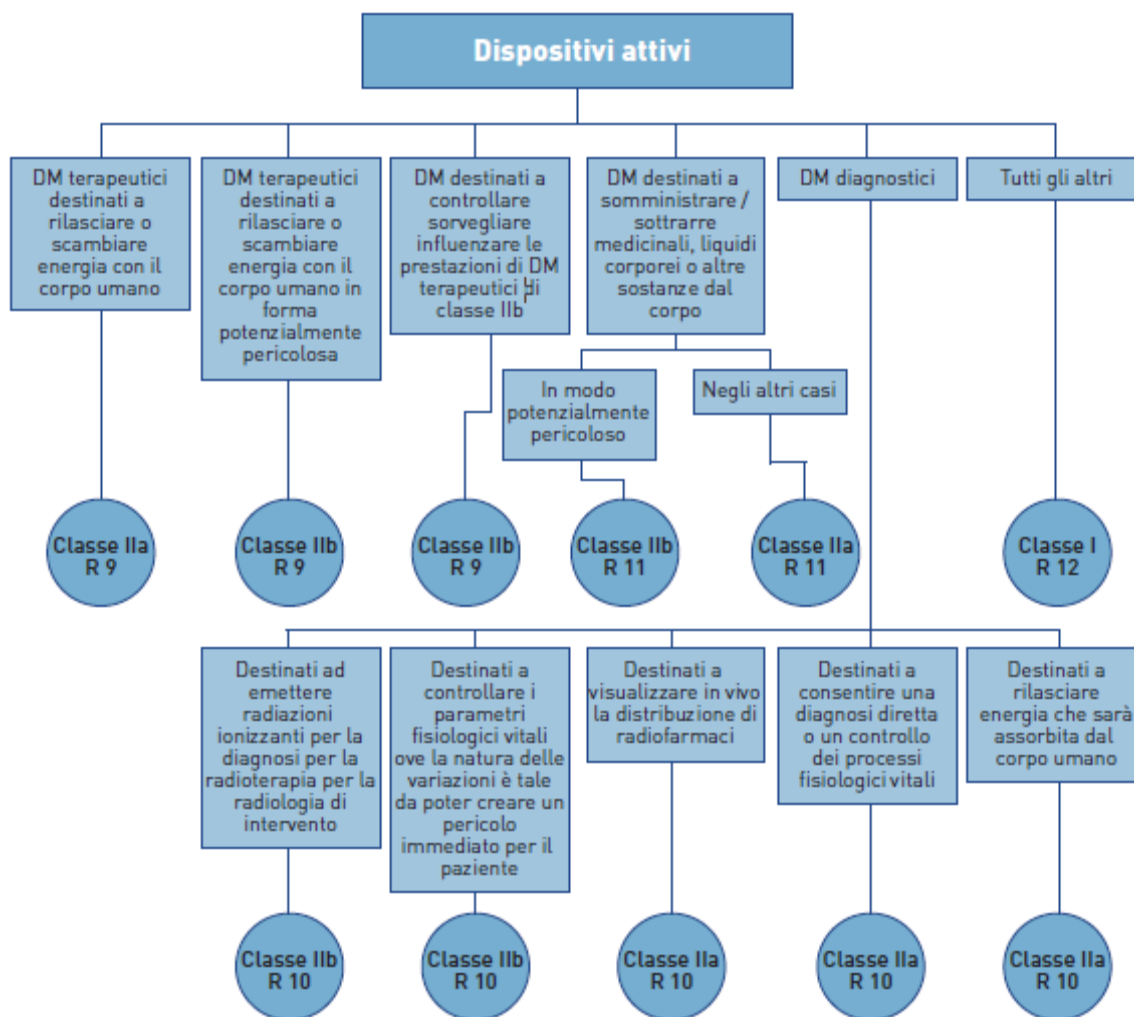 Dispositivi attivi
DM terapeutici
destinati a
rilasciare o
scambiare
energia con il
corpo umano
DM terapeutici
destinati a
rilasciare o
scambiare
energia con il
corpo umano in
forma
potenzialmente
pericolosa
DM destinati a
controllare
sorvegliare
influenzare le
prestazioni di DM
terapeutici di
classe IIb
DM destinati a
somministrare /
sottrarre
medicinali, liquidi
corporei o altre
sostanze dal
corpo
DM diagnostici
Tutti gli altri
In modo
potenzialmente
pericoloso
Negli altri casi
Classe IIa
R 9
Classe IIb
R 9
Classe IIb
R 9
Classe IIb
R 11
Classe IIa
R 11
Classe I
R 12
Destinati ad
emettere
radiazioni
ionizzanti per la
diagnosi per la
radioterapia per la
radiologia di
intervento
Destinati a
controllare i
parametri
fisiologici vitali
ove la natura delle
variazioni è tale
da poter creare un
pericolo
immediato per il
paziente
Destinati a
visualizzare in vivo
la distribuzione di
radiofarmaci
Destinati a
consentire una
diagnosi diretta
o un controllo
dei processi
fisiologici vitali
Destinati a
rilasciare
energia che sarà
assorbita dal
corpo umano
Classe IIb
R 10
Classe IIb
R 10
Classe IIa
R 10
Classe IIa
R 10
Classe IIa
R 10